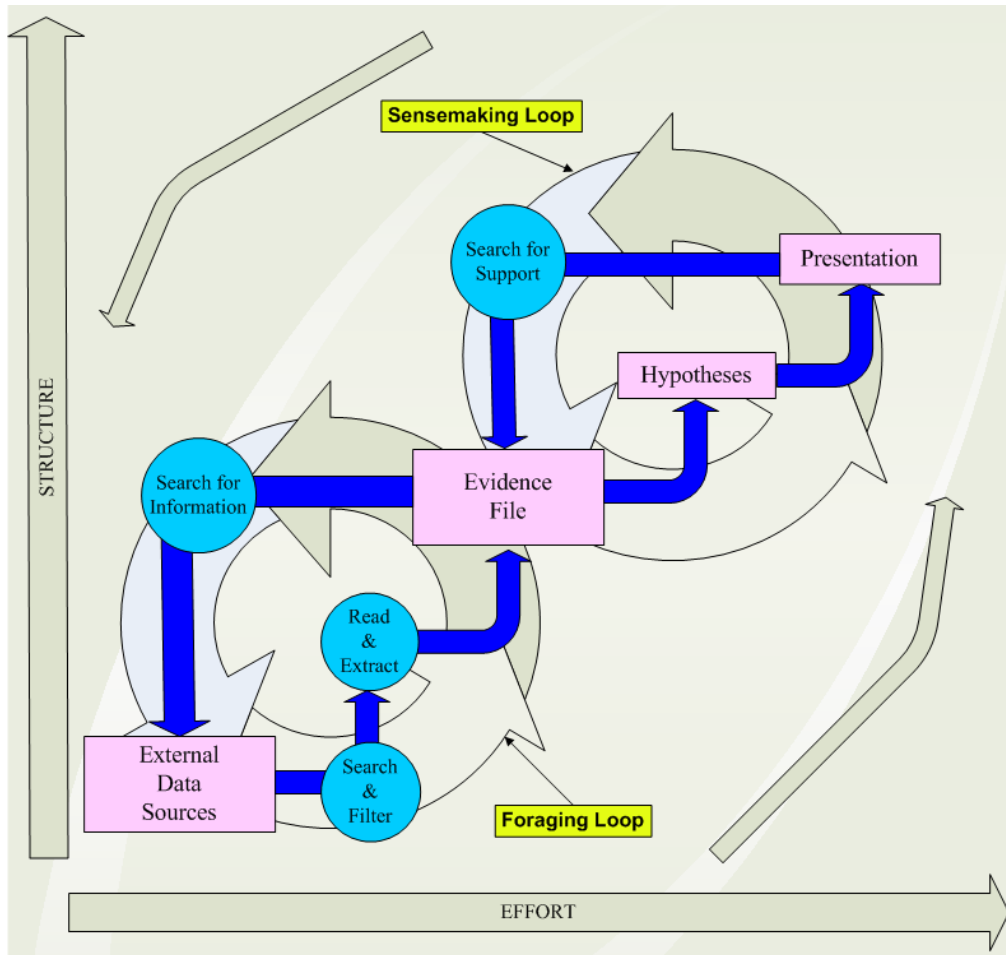 Sensemaking Loop
Search for
Support
Presentation
Hypotheses
STRUCTURE
Search for
Information
Evidence
File
Read
&
Extract
External
Data
Sources
Search
&
Filter
Foraging Loop
EFFORT